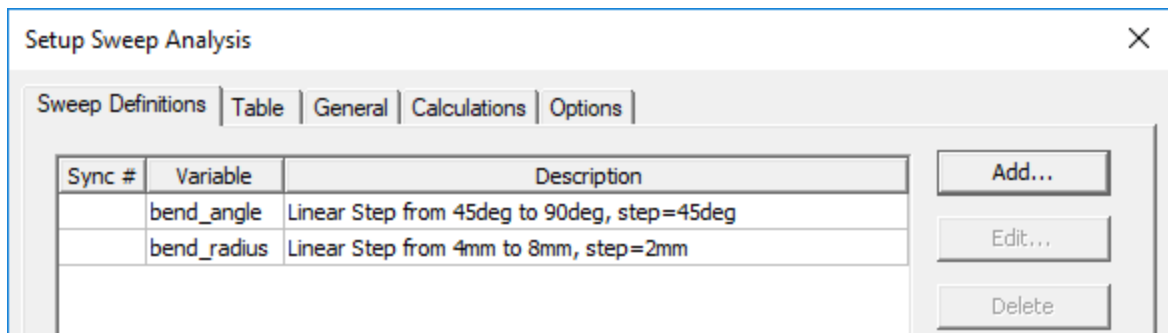 Setup Sweep Analysis
Sweep Definitions Table General Calculations Options
Sync # Variable Description
bend_angle Linear Step from 45deg to 90deg, step=45deg
bend_radius Linear Step from 4mm to 8mm, step=2mm
Add...
Edit...
Delete